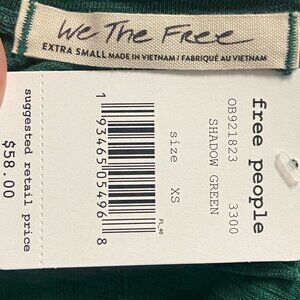 We The Free
EXTRA SMALL MADE IN VIETNAM / FABRIQUÉ AU VIETNAM
free people
OB921823 3300
SHADOW GREEN
size XS
FL_46
1 93465 05496 8
suggested retail price
$58.00